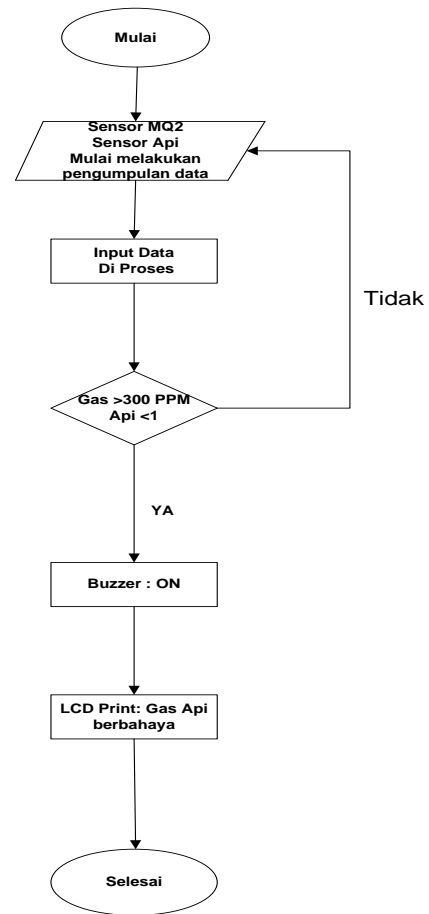 Mulai
Sensor MQ2
Sensor Api
Mulai melakukan
pengumpulan data
Input Data
Di Proses
Tidak
Gas >300 PPM
Api <1
YA
Buzzer : ON
LCD Print: Gas Api
berbahaya
Selesai